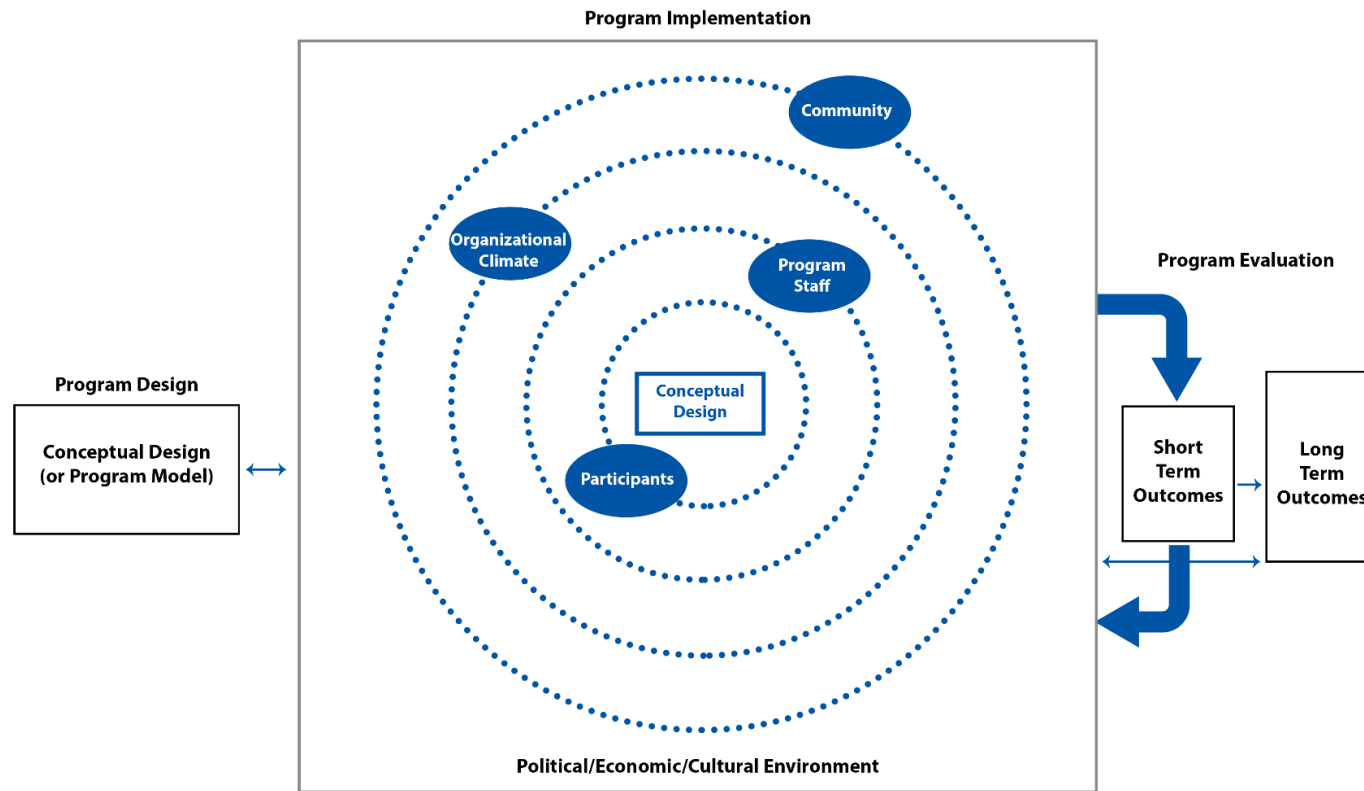 Program Implementation
Community
Organizational
Climate
Program
Staff
Program Evaluation
Program Design
Conceptual Design
(or Program Model)
Conceptual
Design
Participants
Short
Term
Outcomes
Long
Term
Outcomes
Political/Economic/Cultural Environment